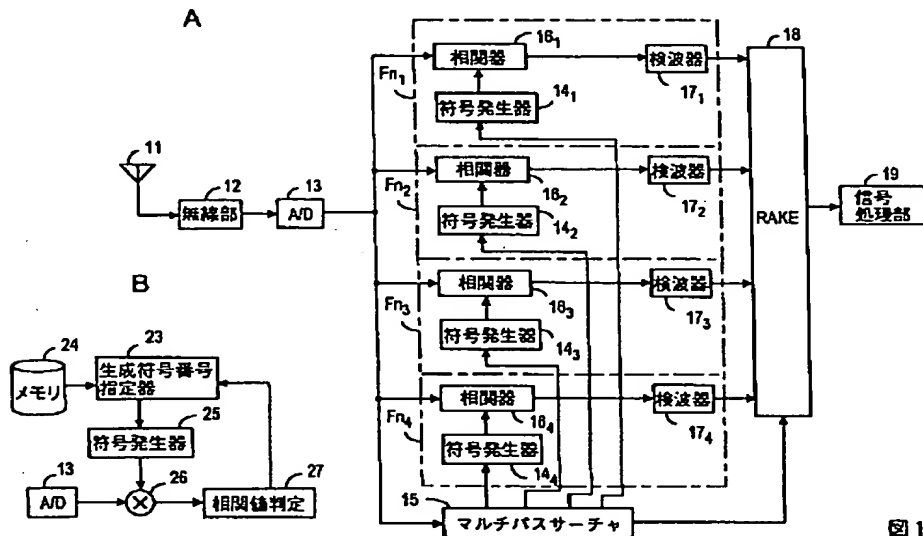 A
11
12
無線部
13
A/D
Fn1
相関器
161
検波器
171
符号発生器
141
Fn2
相関器
162
検波器
172
符号発生器
142
Fn3
相関器
163
検波器
173
符号発生器
143
Fn4
相関器
164
検波器
174
符号発生器
144
15
マルチパスサーチャ
18
RAKE
19
信号
処理部
B
24
メモリ
23
生成符号番号
指定器
25
符号発生器
13
A/D
26
27
相関値判定
図1